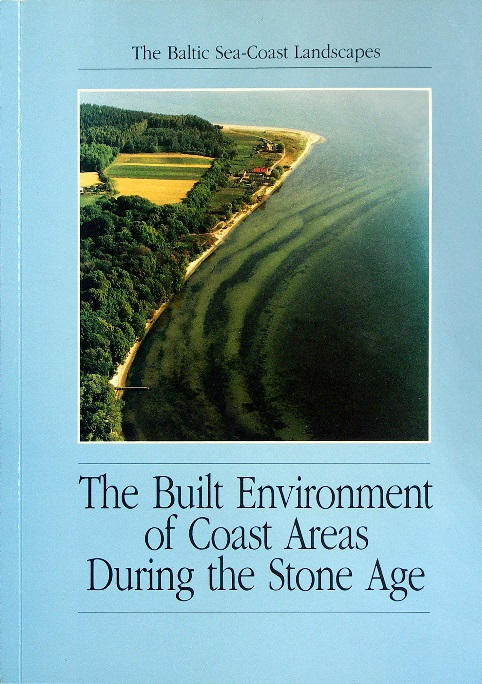 The Baltic Sea-Coast Landscapes
The Built Environment
of Coast Areas
During the Stone Age